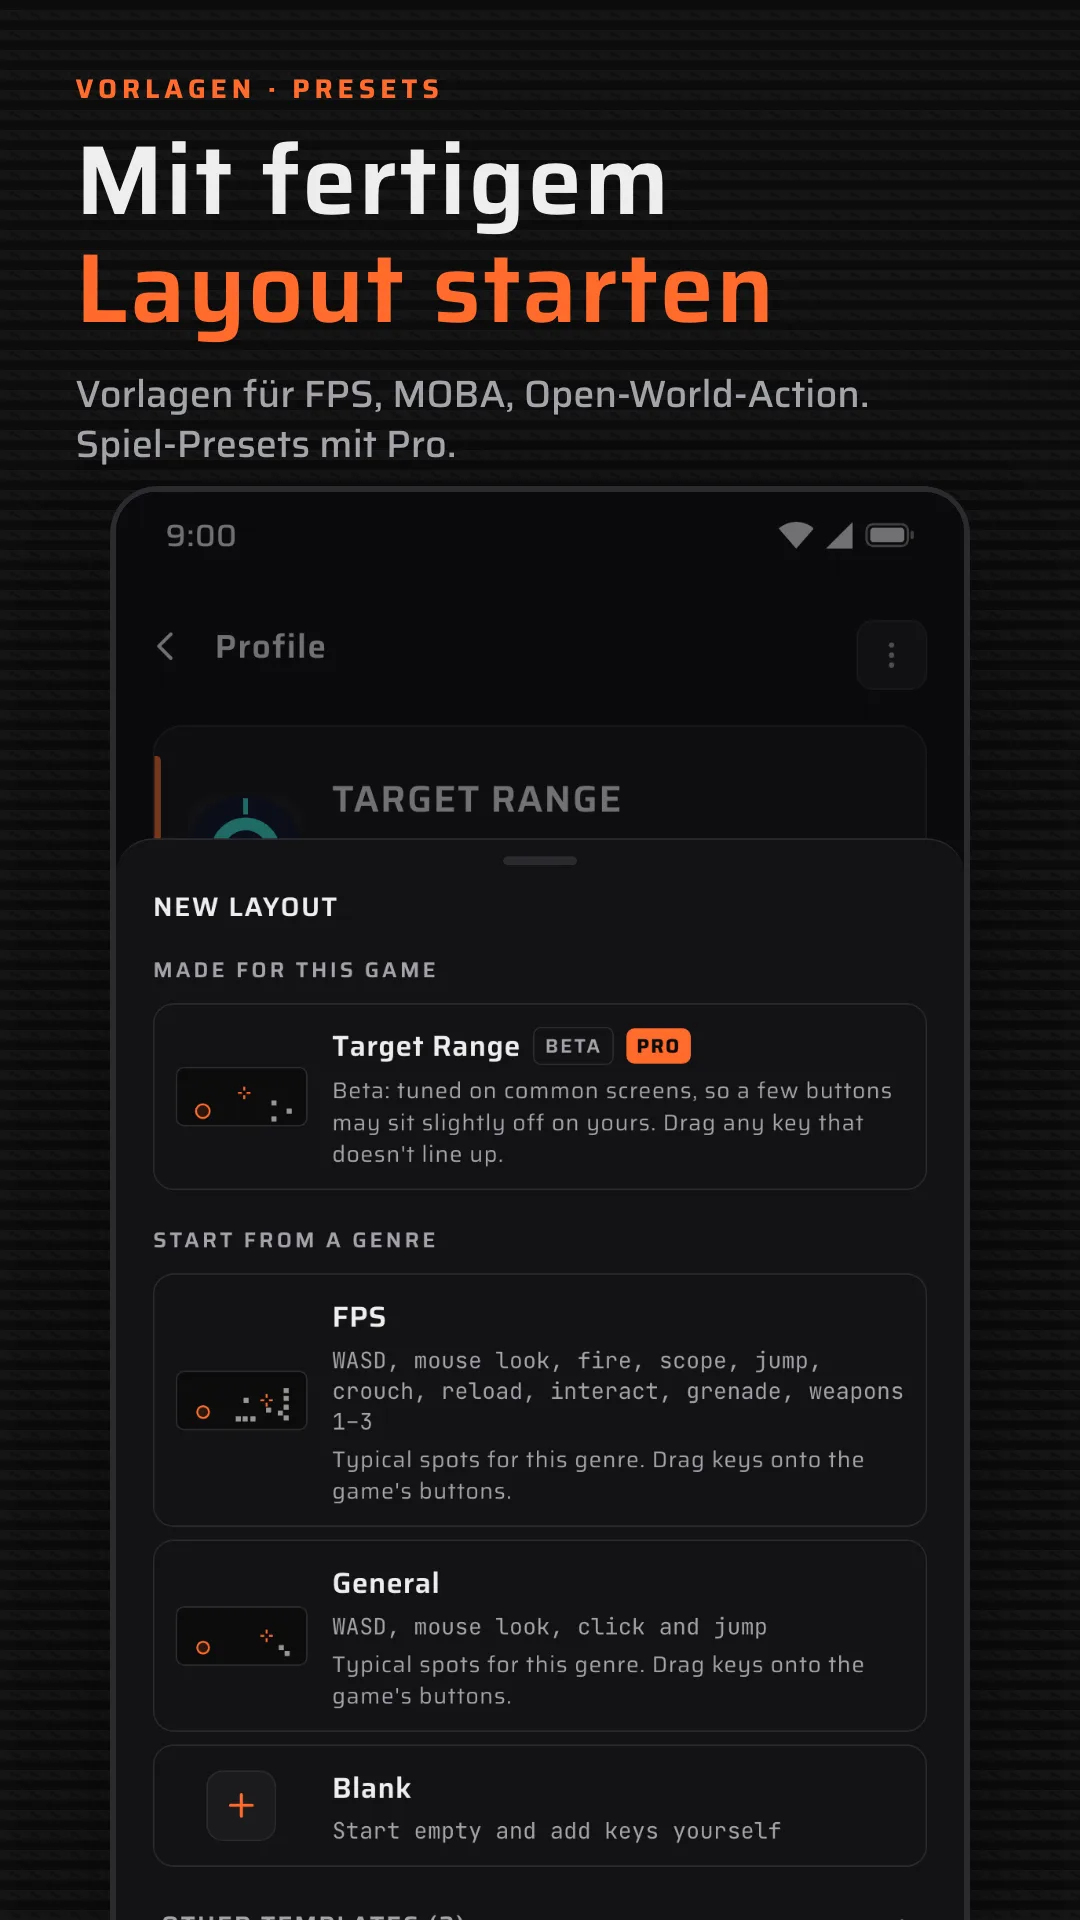 VORLAGEN · PRESETS
Mit fertigem
Layout starten
Vorlagen für FPS, MOBA, Open-World-Action.
Spiel-Presets mit Pro.
9:00
Profile
TARGET RANGE
NEW LAYOUT
MADE FOR THIS GAME
Target Range BETA PRO
Beta: tuned on common screens, so a few buttons
may sit slightly off on yours. Drag any key that
doesn't line up.
START FROM A GENRE
FPS
WASD, mouse look, fire, scope, jump,
crouch, reload, interact, grenade, weapons
1–3
Typical spots for this genre. Drag keys onto the
game's buttons.
General
WASD, mouse look, click and jump
Typical spots for this genre. Drag keys onto the
game's buttons.
Blank
Start empty and add keys yourself
OTHER TEMPLATES